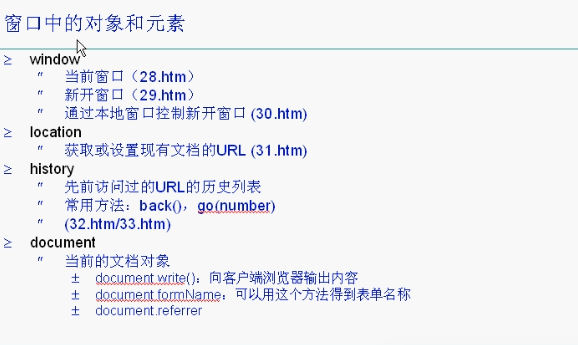 窗口中的对象和元素
≥ window
″ 当前窗口（28.htm）
″ 新开窗口（29.htm）
″ 通过本地窗口控制新开窗口 (30.htm)
≥ location
″ 获取或设置现有文档的URL (31.htm)
≥ history
″ 先前访问过的URL的历史列表
″ 常用方法：back()，go(number)
″ (32.htm/33.htm)
≥ document
″ 当前的文档对象
± document.write()：向客户端浏览器输出内容
± document.formName：可以用这个方法得到表单名称
± document.referrer